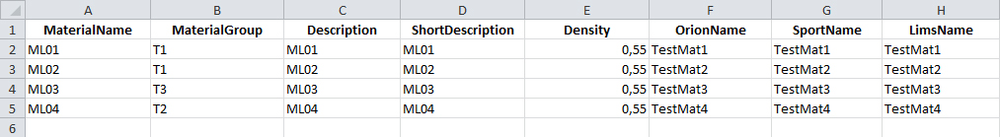 A B C D E F G H
1 MaterialName MaterialGroup Description ShortDescription Density OrionName SportName LimsName
2 ML01 T1 ML01 ML01 0,55 TestMat1 TestMat1 TestMat1
3 ML02 T1 ML02 ML02 0,55 TestMat2 TestMat2 TestMat2
4 ML03 T3 ML03 ML03 0,55 TestMat3 TestMat3 TestMat3
5 ML04 T2 ML04 ML04 0,55 TestMat4 TestMat4 TestMat4
6